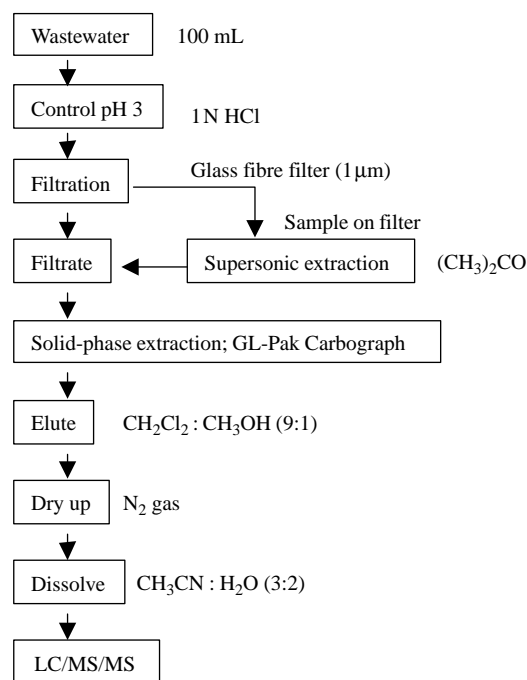 Wastewater 100 mL
Control pH 3 1N HCl
Filtration Glass fibre filter (1μm)
Sample on filter
Filtrate Supersonic extraction (CH₃)₂CO
Solid-phase extraction; GL-Pak Carbograph
Elute CH₂Cl₂ : CH₃OH (9:1)
Dry up N₂ gas
Dissolve CH₃CN : H₂O (3:2)
LC/MS/MS